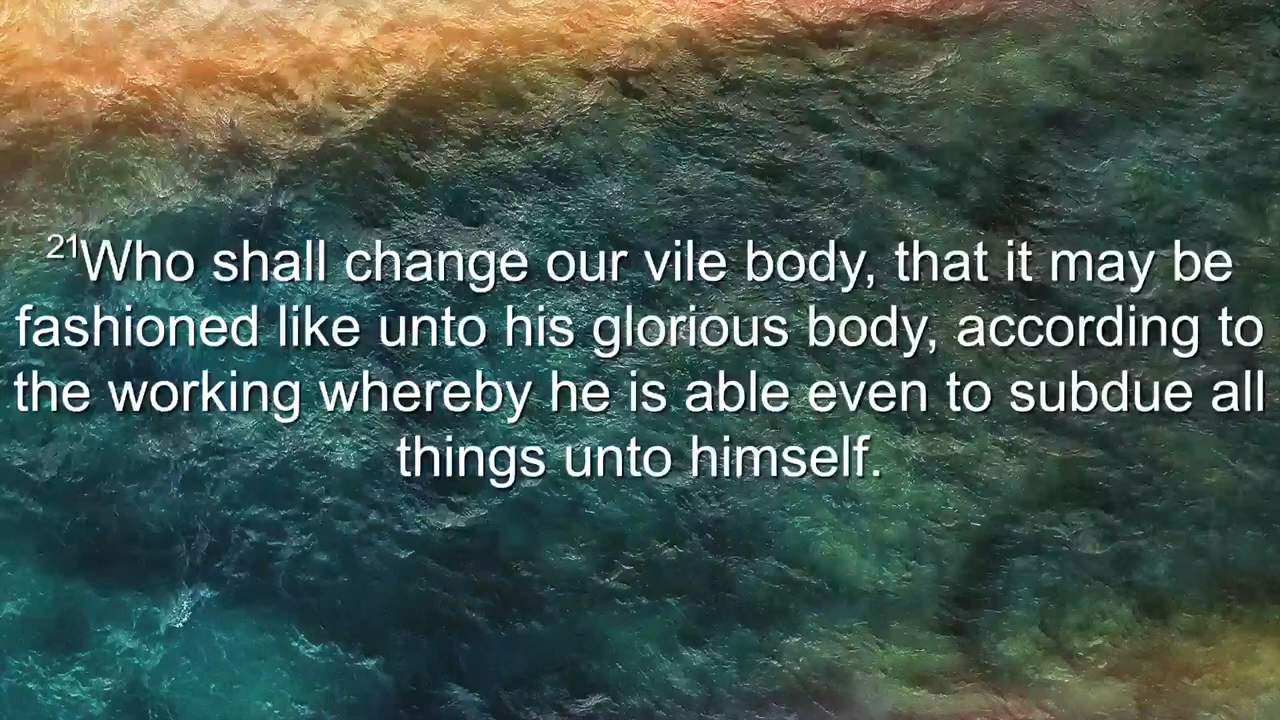 21Who shall change our vile body, that it may be
fashioned like unto his glorious body, according to
the working whereby he is able even to subdue all
things unto himself.